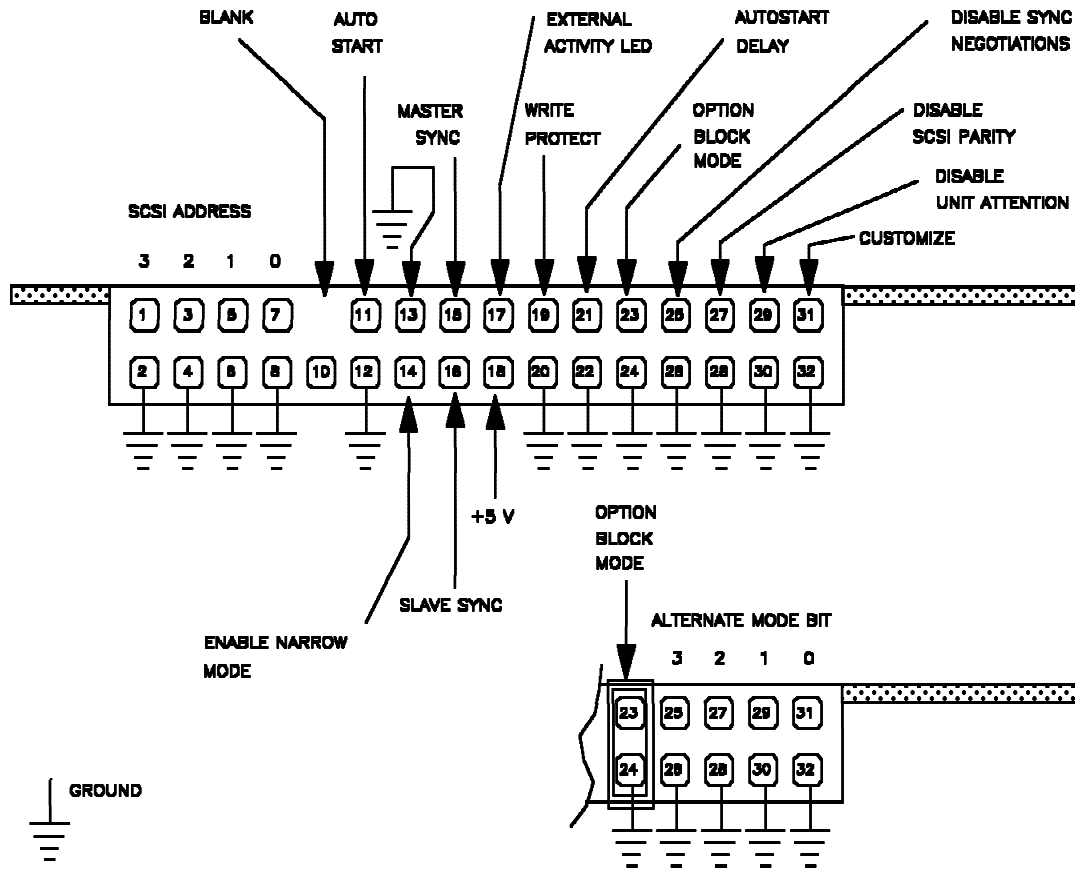 BLANK
AUTO
START
EXTERNAL
ACTIVITY LED
AUTOSTART
DELAY
DISABLE SYNC
NEGOTIATIONS
MASTER
SYNC
WRITE
PROTECT
OPTION
BLOCK
MODE
DISABLE
SCSI PARITY
DISABLE
UNIT ATTENTION
SCSI ADDRESS
CUSTOMIZE
3 2 1 0
1 3 5 7 11 13 15 17 19 21 23 25 27 29 31
2 4 6 8 10 12 14 16 18 20 22 24 26 28 30 32
+5 V
SLAVE SYNC
ENABLE NARROW
MODE
OPTION
BLOCK
MODE
ALTERNATE MODE BIT
3 2 1 0
23 25 27 29 31
24 26 28 30 32
GROUND